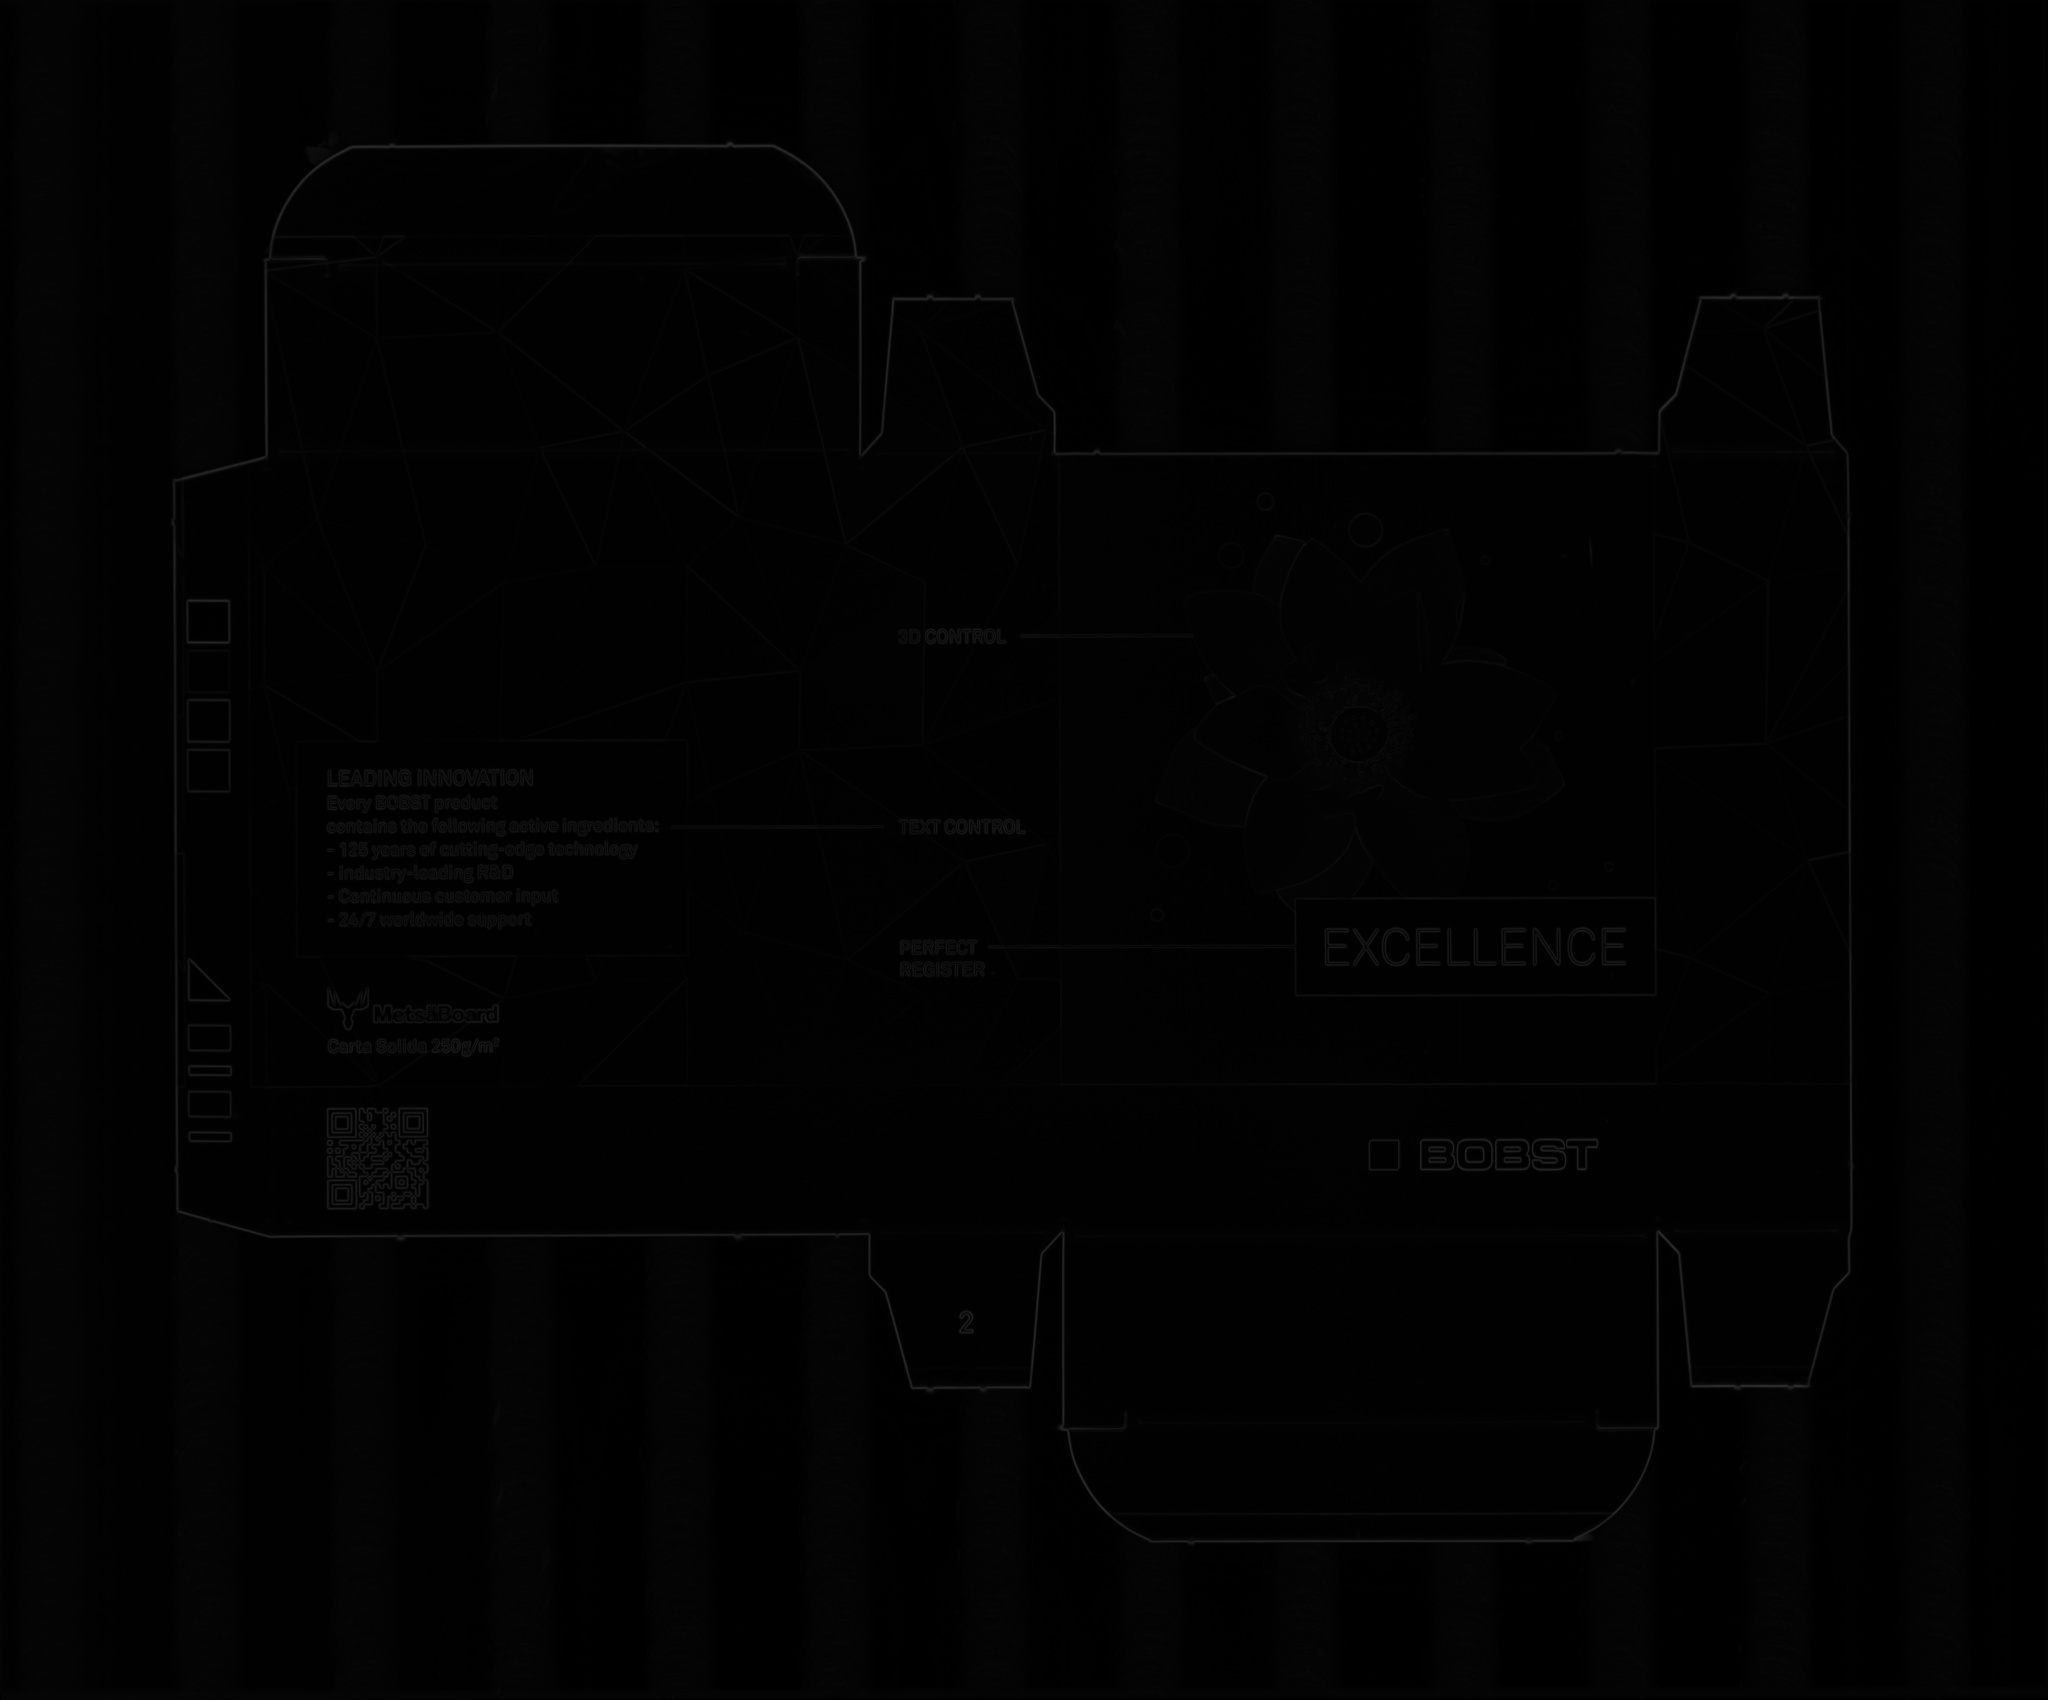 3D CONTROL
LEADING INNOVATION
Every BOBST product
contains the following active ingredients:
- 125 years of cutting-edge technology
- Industry-leading R&D
- Continuous customer input
- 24/7 worldwide support
TEXT CONTROL
PERFECT
REGISTER
EXCELLENCE
MetsäBoard
Carta Solida 250g/m²
BOBST
2